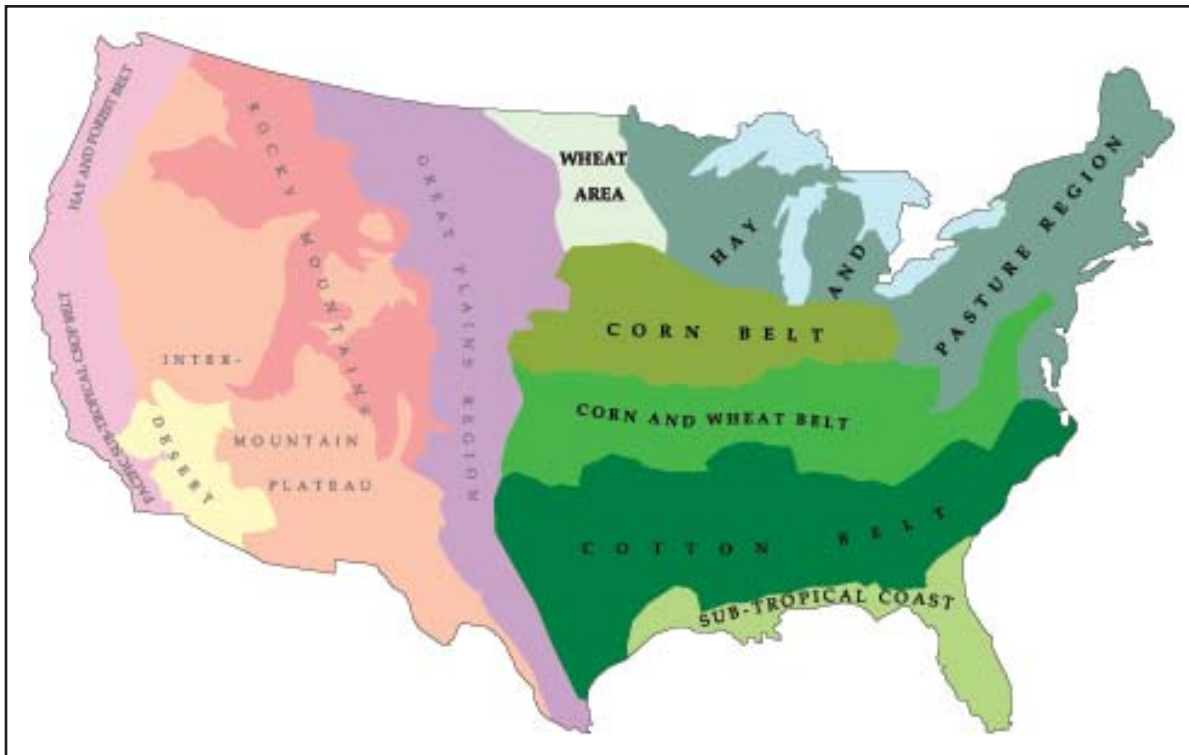 HAY AND FOREST BELT
PACIFIC SUB-TROPICAL CROP BELT
ROCKY MOUNTAINS
INTER-
MOUNTAIN
PLATEAU
DESERT
GREAT PLAINS REGION
WHEAT
AREA
HAY AND PASTURE REGION
CORN BELT
CORN AND WHEAT BELT
COTTON BELT
SUB-TROPICAL COAST